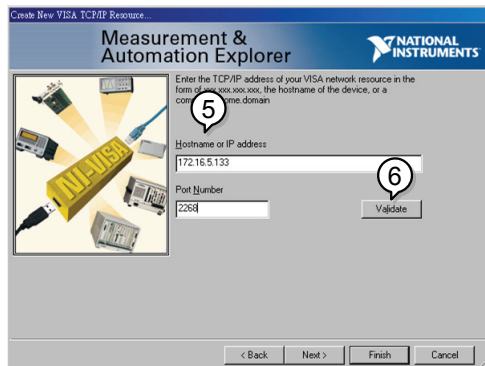 Create New VISA TCP/IP Resource...
Measurement &
Automation Explorer
NATIONAL
INSTRUMENTS
Enter the TCP/IP address of your VISA network resource in the
form of xxx.xxx.xxx.xxx, the hostname of the device, or a
some.domain
5
Hostname or IP address
172.16.5.133
6
Port Number
2268
Validate
NI-VISA
< Back
Next >
Finish
Cancel